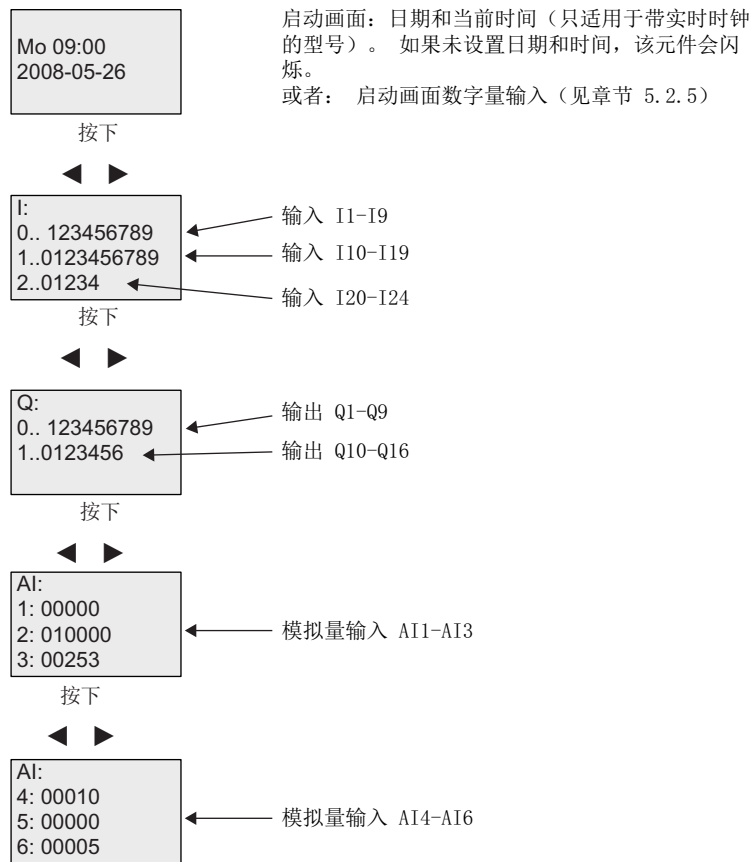 启动画面：日期和当前时间（只适用于带实时时钟
的型号）。 如果未设置日期和时间，该元件会闪
烁。
或者： 启动画面数字量输入（见章节 5.2.5）
Mo 09:00
2008-05-26
按下
I:
0.. 123456789
1..0123456789
2..01234
输入 I1-I9
输入 I10-I19
输入 I20-I24
按下
Q:
0.. 123456789
1..0123456
输出 Q1-Q9
输出 Q10-Q16
按下
AI:
1: 00000
2: 010000
3: 00253
模拟量输入 AI1-AI3
按下
AI:
4: 00010
5: 00000
6: 00005
模拟量输入 AI4-AI6